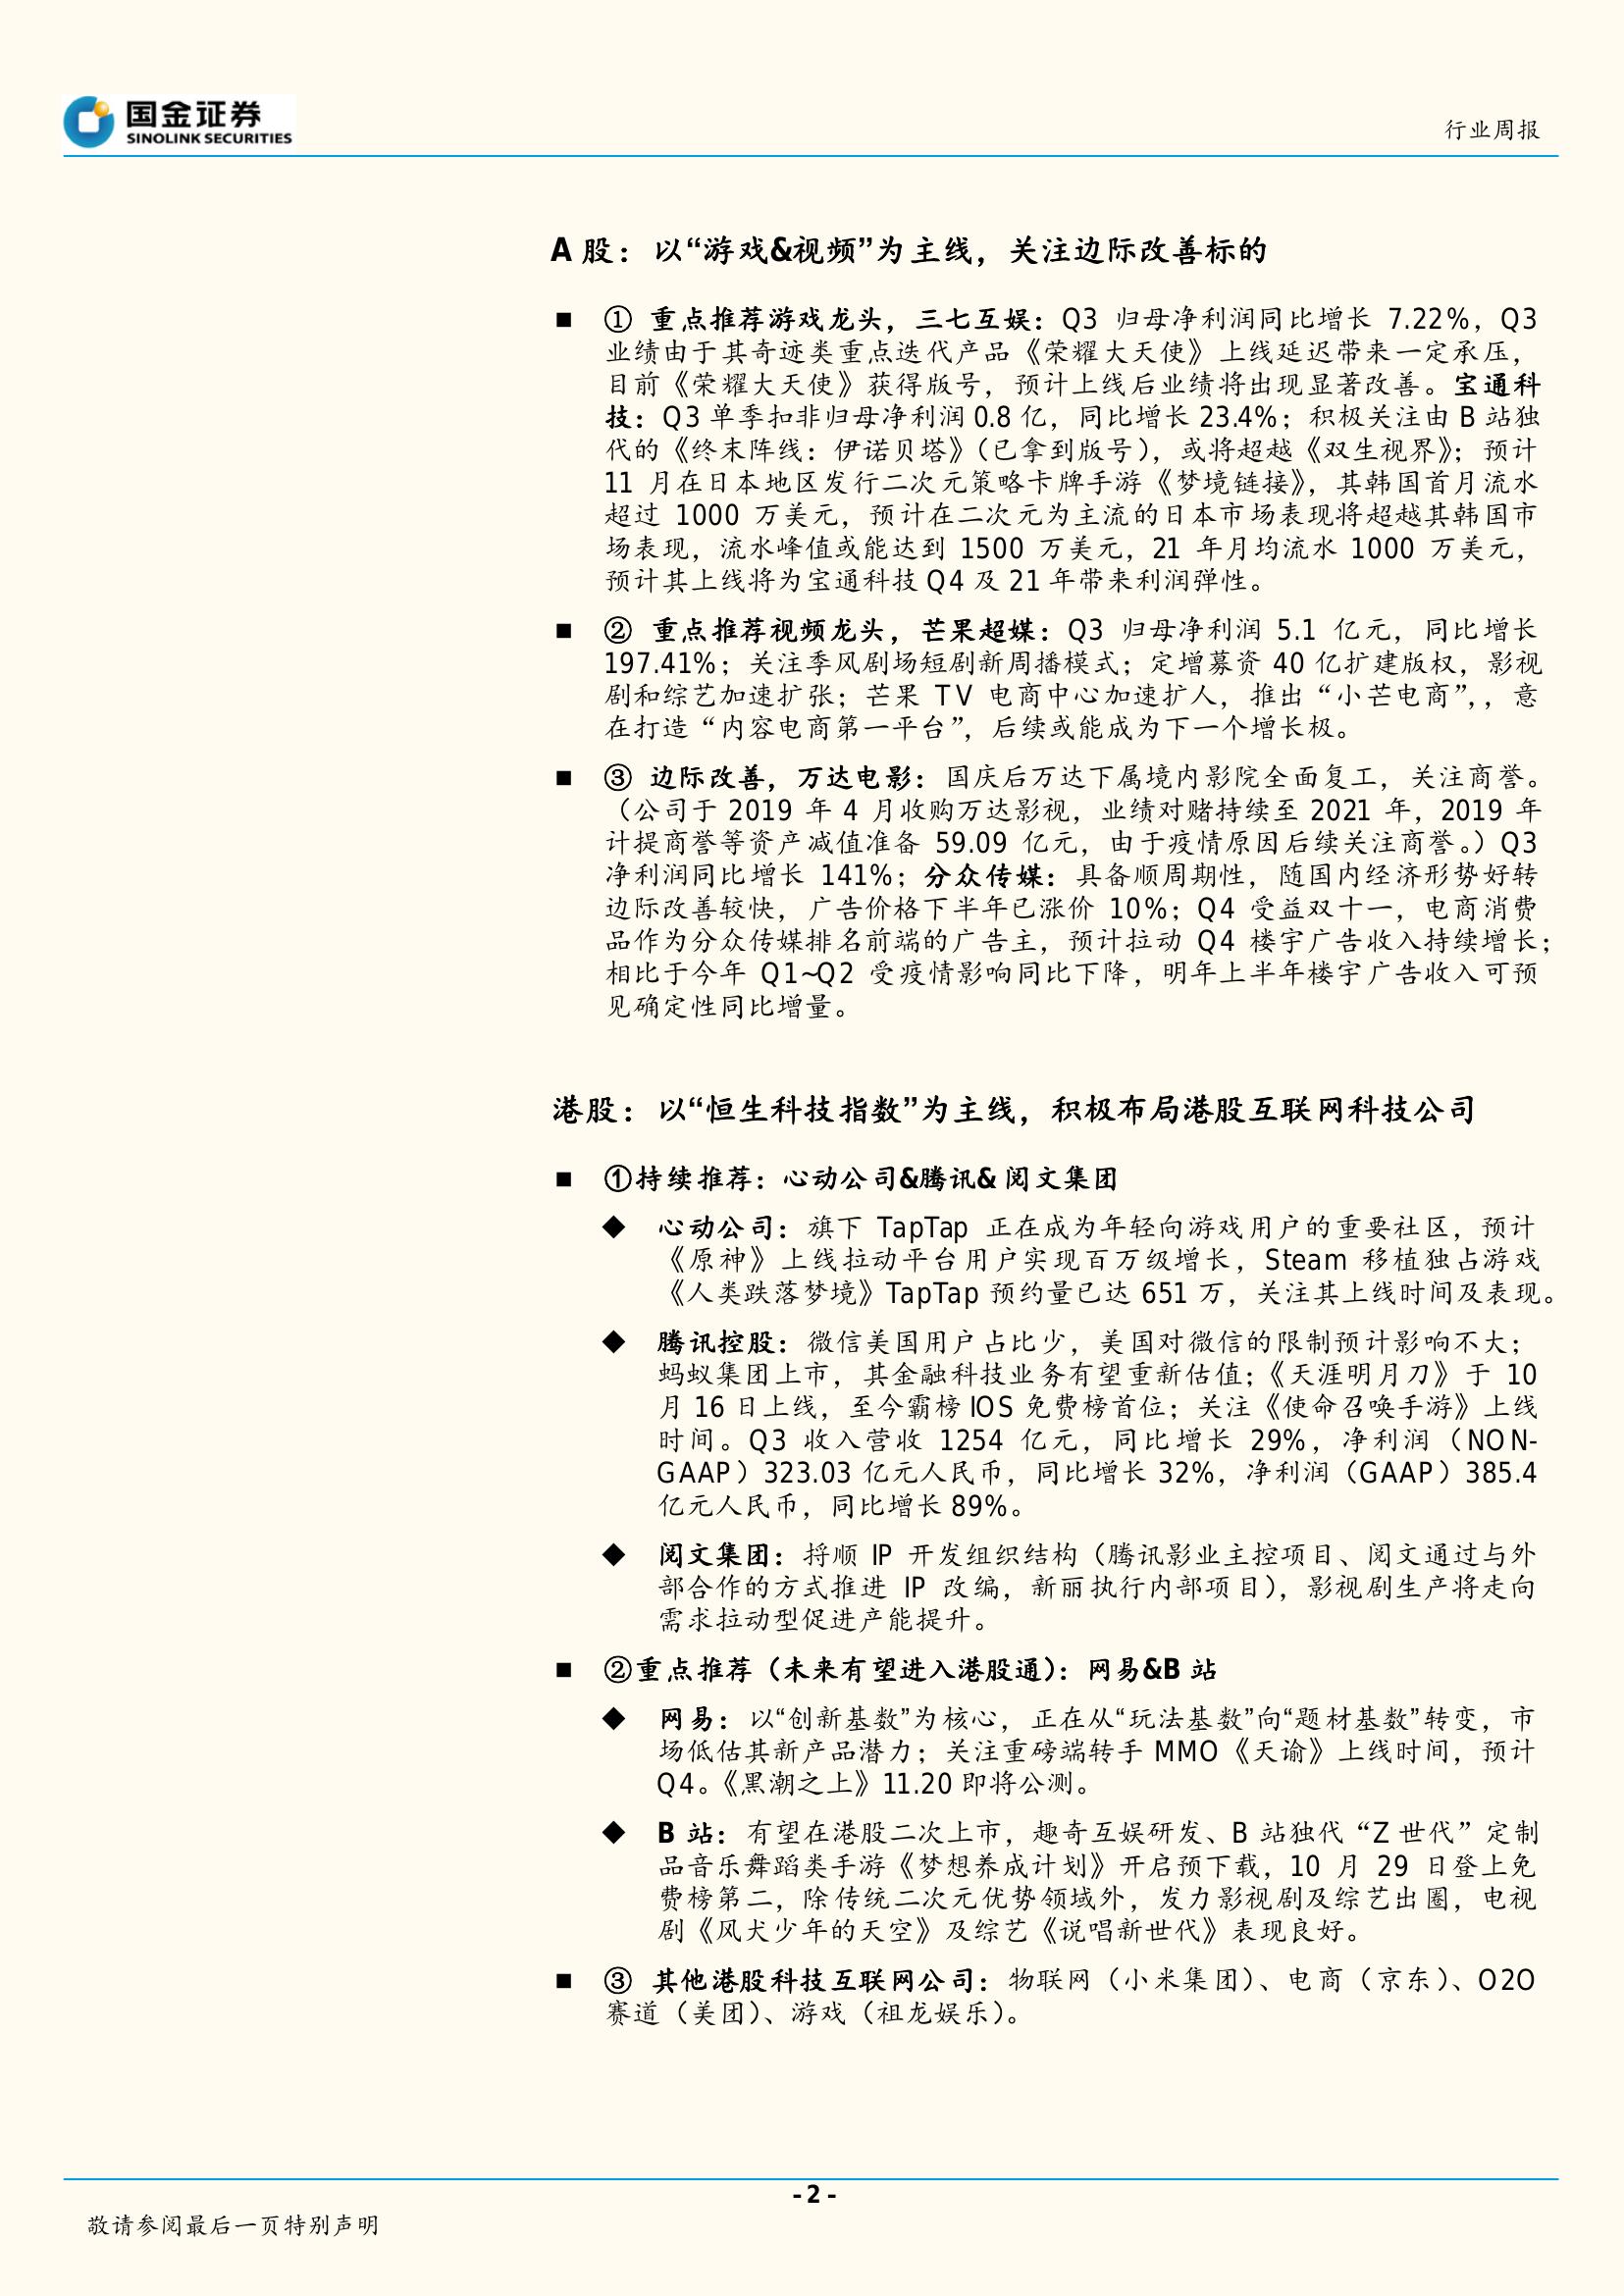 国金证券
SINOLINK SECURITIES
行业周报
A 股：以“游戏&视频”为主线，关注边际改善标的
■ ① 重点推荐游戏龙头，三七互娱：Q3 归母净利润同比增长 7.22%，Q3
业绩由于其奇迹类重点迭代产品《荣耀大天使》上线延迟带来一定承压，
目前《荣耀大天使》获得版号，预计上线后业绩将出现显著改善。宝通科
技：Q3 单季扣非归母净利润 0.8 亿，同比增长 23.4%；积极关注由 B 站独
代的《终末阵线：伊诺贝塔》（已拿到版号），或将超越《双生视界》；预计
11 月在日本地区发行二次元策略卡牌手游《梦境链接》，其韩国首月流水
超过 1000 万美元，预计在二次元为主流的日本市场表现将超越其韩国市
场表现，流水峰值或能达到 1500 万美元，21 年月均流水 1000 万美元，
预计其上线将为宝通科技 Q4 及 21 年带来利润弹性。
■ ② 重点推荐视频龙头，芒果超媒：Q3 归母净利润 5.1 亿元，同比增长
197.41%；关注季风剧场短剧新周播模式；定增募资 40 亿扩建版权，影视
剧和综艺加速扩张；芒果 TV 电商中心加速扩人，推出“小芒电商”，，意
在打造“内容电商第一平台”，后续或能成为下一个增长极。
■ ③ 边际改善，万达电影：国庆后万达下属境内影院全面复工，关注商誉。
（公司于 2019 年 4 月收购万达影视，业绩对赌持续至 2021 年，2019 年
计提商誉等资产减值准备 59.09 亿元，由于疫情原因后续关注商誉。）Q3
净利润同比增长 141%；分众传媒：具备顺周期性，随国内经济形势好转
边际改善较快，广告价格下半年已涨价 10%；Q4 受益双十一，电商消费
品作为分众传媒排名前端的广告主，预计拉动 Q4 楼宇广告收入持续增长；
相比于今年 Q1~Q2 受疫情影响同比下降，明年上半年楼宇广告收入可预
见确定性同比增量。
港股：以“恒生科技指数”为主线，积极布局港股互联网科技公司
■ ①持续推荐：心动公司&腾讯& 阅文集团
◆ 心动公司：旗下 TapTap 正在成为年轻向游戏用户的重要社区，预计
《原神》上线拉动平台用户实现百万级增长，Steam 移植独占游戏
《人类跌落梦境》TapTap 预约量已达 651 万，关注其上线时间及表现。
◆ 腾讯控股：微信美国用户占比少，美国对微信的限制预计影响不大；
蚂蚁集团上市，其金融科技业务有望重新估值；《天涯明月刀》于 10
月 16 日上线，至今霸榜 IOS 免费榜首位；关注《使命召唤手游》上线
时间。Q3 收入营收 1254 亿元，同比增长 29%，净利润（NON-
GAAP）323.03 亿元人民币，同比增长 32%，净利润（GAAP）385.4
亿元人民币，同比增长 89%。
◆ 阅文集团：捋顺 IP 开发组织结构（腾讯影业主控项目、阅文通过与外
部合作的方式推进 IP 改编，新丽执行内部项目），影视剧生产将走向
需求拉动型促进产能提升。
■ ②重点推荐（未来有望进入港股通）：网易&B 站
◆ 网易：以“创新基数”为核心，正在从“玩法基数”向“题材基数”转变，市
场低估其新产品潜力；关注重磅端转手 MMO《天谕》上线时间，预计
Q4。《黑潮之上》11.20 即将公测。
◆ B 站：有望在港股二次上市，趣奇互娱研发、B 站独代“Z 世代”定制
品音乐舞蹈类手游《梦想养成计划》开启预下载，10 月 29 日登上免
费榜第二，除传统二次元优势领域外，发力影视剧及综艺出圈，电视
剧《风犬少年的天空》及综艺《说唱新世代》表现良好。
■ ③ 其他港股科技互联网公司：物联网（小米集团）、电商（京东）、O2O
赛道（美团）、游戏（祖龙娱乐）。
- 2 -
敬请参阅最后一页特别声明